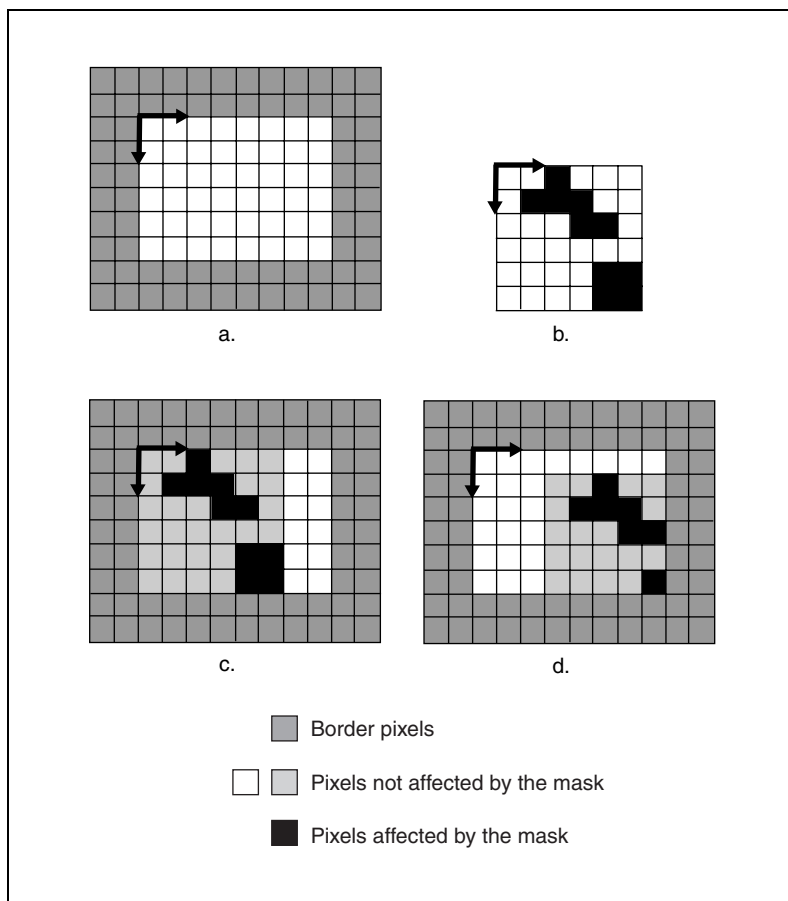 a.
b.
c.
d.
Border pixels
Pixels not affected by the mask
Pixels affected by the mask